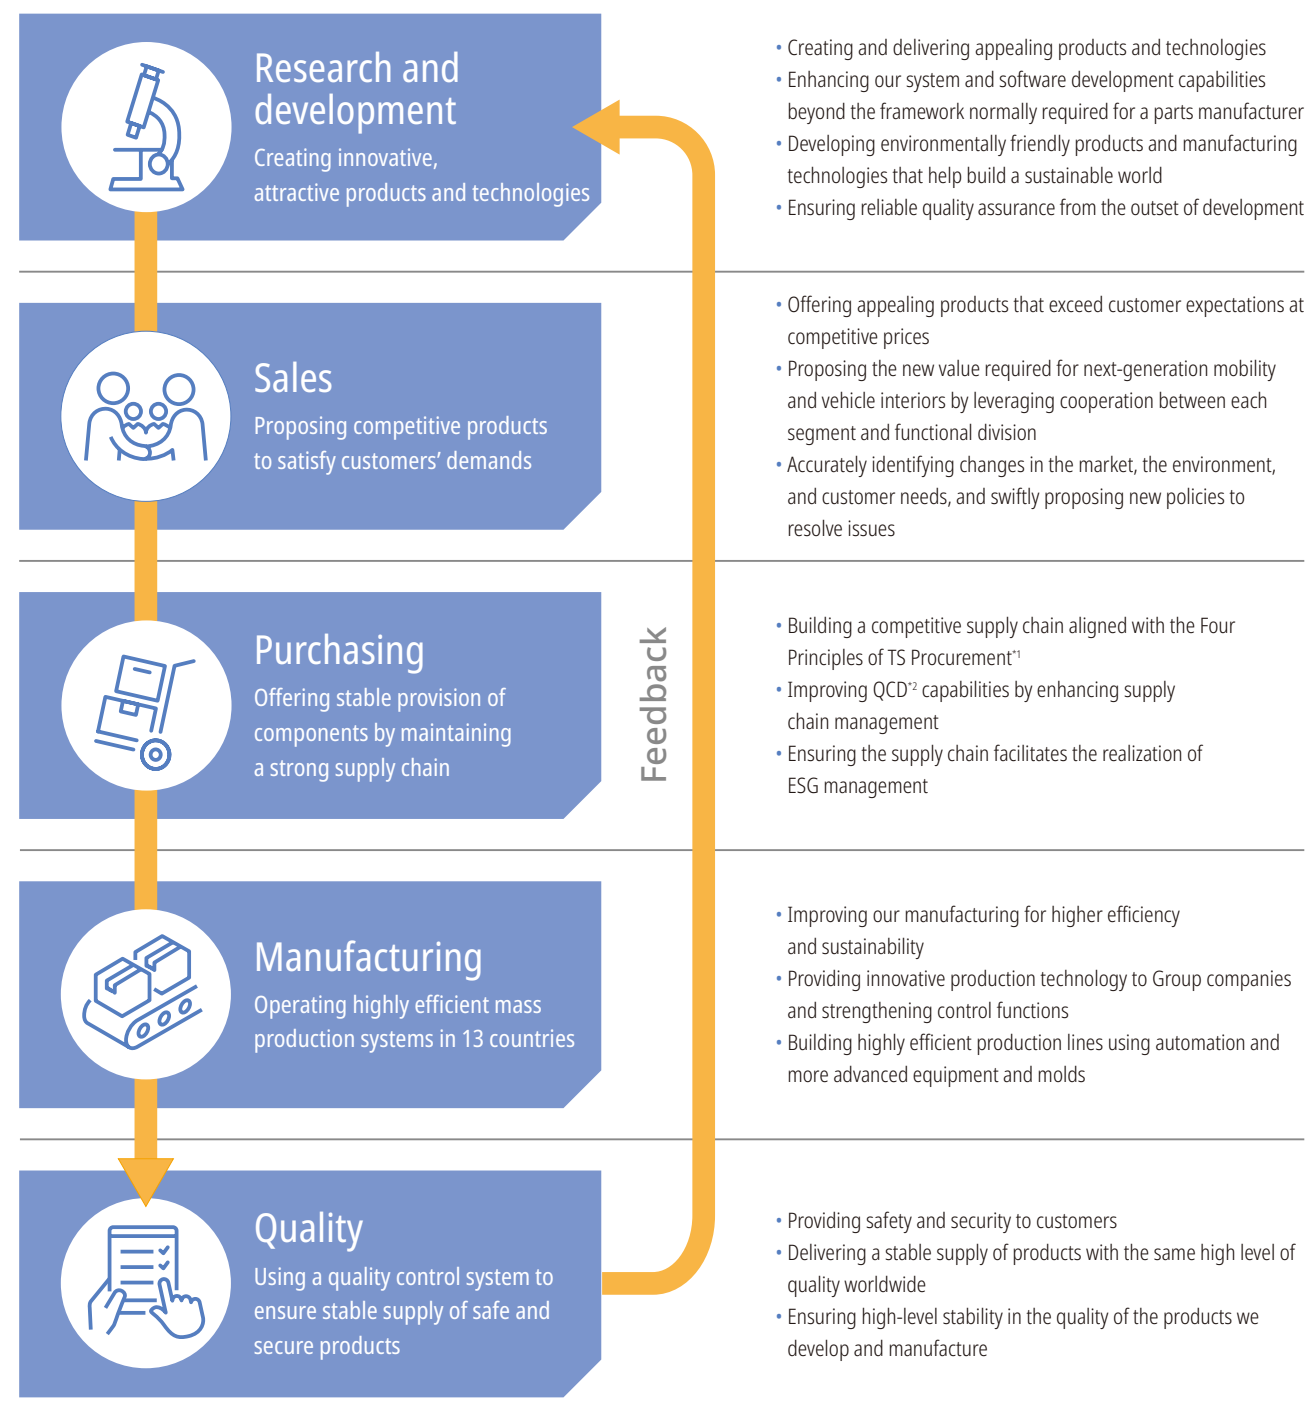 Research and
development
Creating innovative,
attractive products and technologies
• Creating and delivering appealing products and technologies
• Enhancing our system and software development capabilities
beyond the framework normally required for a parts manufacturer
• Developing environmentally friendly products and manufacturing
technologies that help build a sustainable world
• Ensuring reliable quality assurance from the outset of development
Sales
Proposing competitive products
to satisfy customers’ demands
• Offering appealing products that exceed customer expectations at
competitive prices
• Proposing the new value required for next-generation mobility
and vehicle interiors by leveraging cooperation between each
segment and functional division
• Accurately identifying changes in the market, the environment,
and customer needs, and swiftly proposing new policies to
resolve issues
Purchasing
Offering stable provision of
components by maintaining
a strong supply chain
Feedback
• Building a competitive supply chain aligned with the Four
Principles of TS Procurement*1
• Improving QCD*2 capabilities by enhancing supply
chain management
• Ensuring the supply chain facilitates the realization of
ESG management
Manufacturing
Operating highly efficient mass
production systems in 13 countries
• Improving our manufacturing for higher efficiency
and sustainability
• Providing innovative production technology to Group companies
and strengthening control functions
• Building highly efficient production lines using automation and
more advanced equipment and molds
Quality
Using a quality control system to
ensure stable supply of safe and
secure products
• Providing safety and security to customers
• Delivering a stable supply of products with the same high level of
quality worldwide
• Ensuring high-level stability in the quality of the products we
develop and manufacture